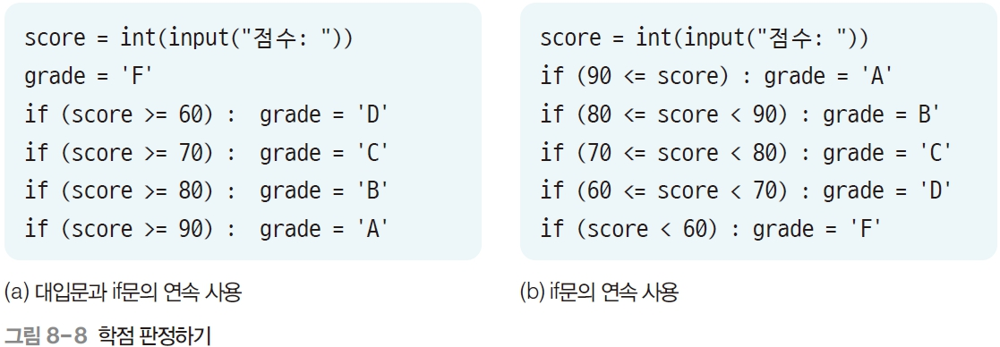 score = int(input("점수: "))
grade = 'F'
if (score >= 60) :  grade = 'D'
if (score >= 70) :  grade = 'C'
if (score >= 80) :  grade = 'B'
if (score >= 90) :  grade = 'A'
(a) 대입문과 if문의 연속 사용
score = int(input("점수: "))
if (90 <= score) : grade = 'A'
if (80 <= score < 90) : grade = B'
if (70 <= score < 80) : grade = 'C'
if (60 <= score < 70) : grade = 'D'
if (score < 60) : grade = 'F'
(b) if문의 연속 사용
그림 8-8 학점 판정하기